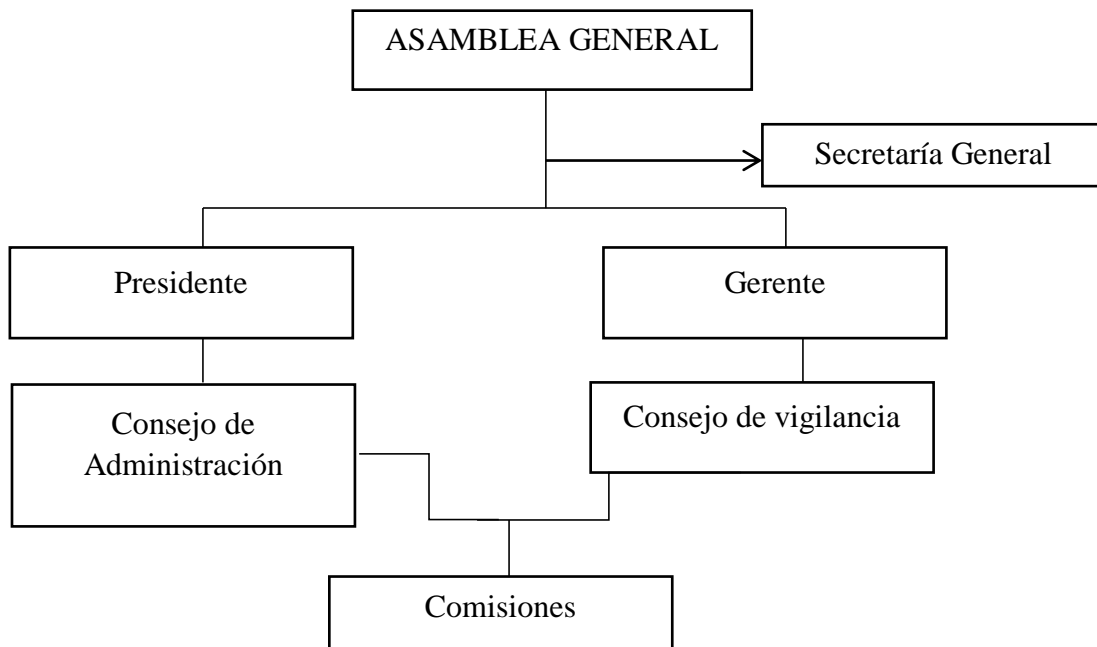 ASAMBLEA GENERAL
Secretaría General
Presidente
Gerente
Consejo de
Administración
Consejo de vigilancia
Comisiones